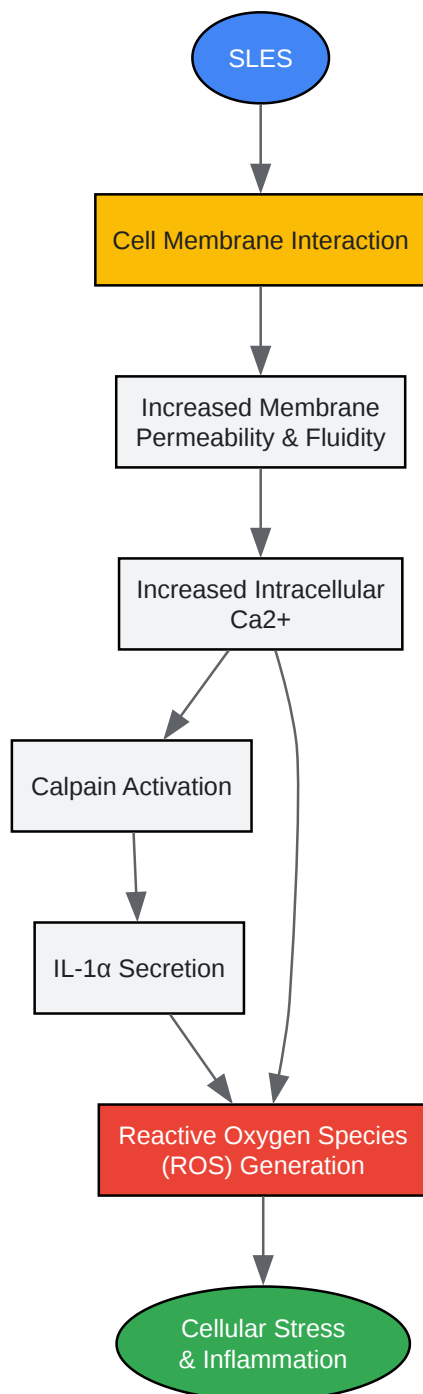 SLES
Cell Membrane Interaction
Increased Membrane
Permeability & Fluidity
Increased Intracellular
Ca2+
Calpain Activation
IL-1α Secretion
Reactive Oxygen Species
(ROS) Generation
Cellular Stress
& Inflammation